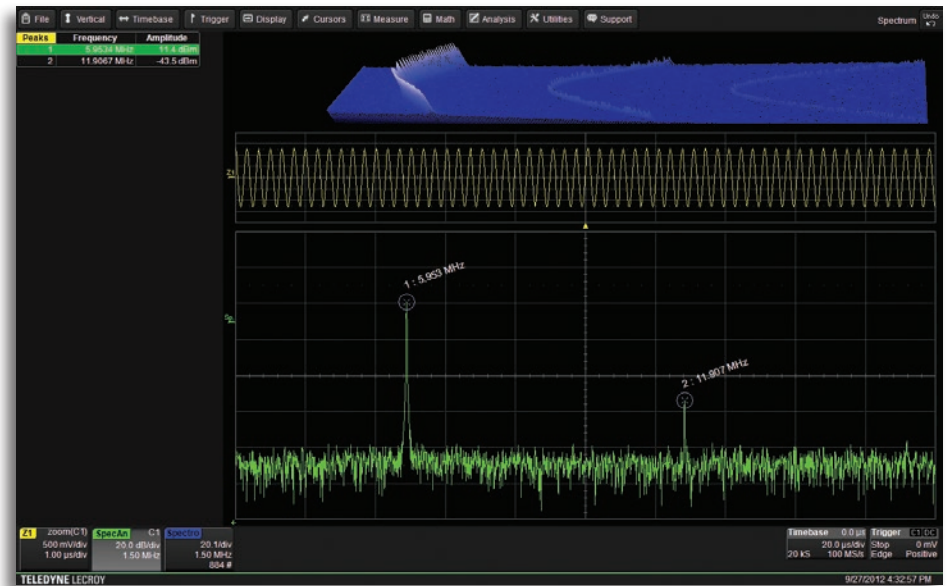 File Vertical Timebase Trigger Display Cursors Measure Math Analysis Utilities Support Spectrum Undo
Peaks Frequency Amplitude
1 5.9534 MHz 11.4 dBm
2 11.9067 MHz -43.5 dBm
Z1
1 : 5.953 MHz
Sp
2 : 11.907 MHz
Z1 zoom(C1) SpecAn C1 Spectro
500 mV/div 20.0 dB/div 20.1/div
1.00 µs/div 1.50 MHz 1.50 MHz
884 #
Timebase 0.0 µs Trigger C1 DC
20.0 µs/div Stop 0 mV
20 kS 100 MS/s Edge Positive
TELEDYNE LECROY 9/27/2012 4:32:57 PM